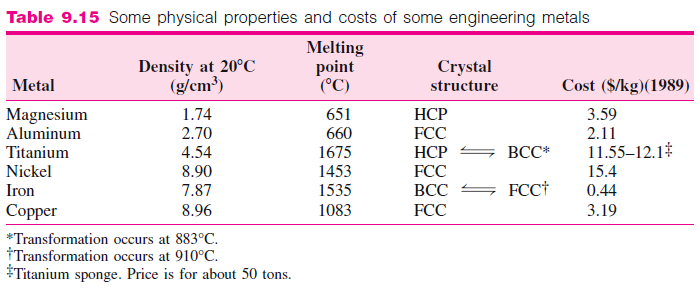 Table 9.15 Some physical properties and costs of some engineering metals
Metal Density at 20°C (g/cm³) Melting point (°C) Crystal structure Cost ($/kg)(1989)
Magnesium 1.74 651 HCP 3.59
Aluminum 2.70 660 FCC 2.11
Titanium 4.54 1675 HCP ⇌ BCC* 11.55–12.1‡
Nickel 8.90 1453 FCC 15.4
Iron 7.87 1535 BCC ⇌ FCC† 0.44
Copper 8.96 1083 FCC 3.19
*Transformation occurs at 883°C.
†Transformation occurs at 910°C.
‡Titanium sponge. Price is for about 50 tons.